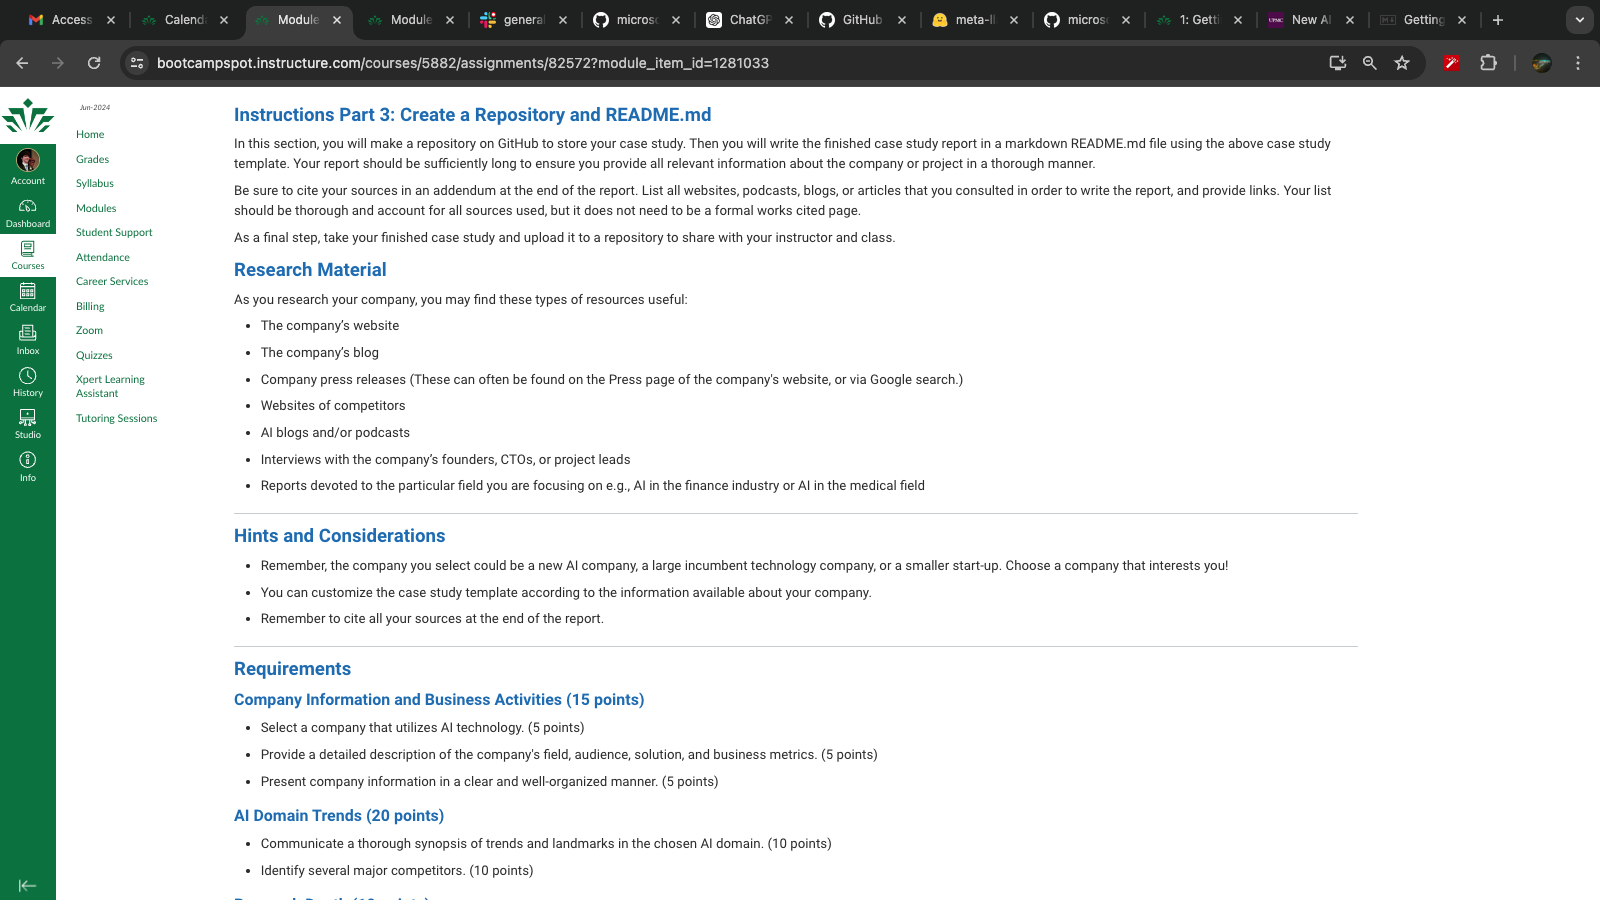 Access
Calend
Module
Module
general
microso
ChatGP
GitHub
meta-ll
microso
1: Getti
UPMC
New AI
Getting
bootcampspot.instructure.com/courses/5882/assignments/82572?module_item_id=1281033
Account
Dashboard
Courses
Calendar
Inbox
History
Studio
Info
Jun-2024
Home
Grades
Syllabus
Modules
Student Support
Attendance
Career Services
Billing
Zoom
Quizzes
Xpert Learning
Assistant
Tutoring Sessions
Instructions Part 3: Create a Repository and README.md
In this section, you will make a repository on GitHub to store your case study. Then you will write the finished case study report in a markdown README.md file using the above case study
template. Your report should be sufficiently long to ensure you provide all relevant information about the company or project in a thorough manner.
Be sure to cite your sources in an addendum at the end of the report. List all websites, podcasts, blogs, or articles that you consulted in order to write the report, and provide links. Your list
should be thorough and account for all sources used, but it does not need to be a formal works cited page.
As a final step, take your finished case study and upload it to a repository to share with your instructor and class.
Research Material
As you research your company, you may find these types of resources useful:
• The company’s website
• The company’s blog
• Company press releases (These can often be found on the Press page of the company's website, or via Google search.)
• Websites of competitors
• AI blogs and/or podcasts
• Interviews with the company’s founders, CTOs, or project leads
• Reports devoted to the particular field you are focusing on e.g., AI in the finance industry or AI in the medical field
Hints and Considerations
• Remember, the company you select could be a new AI company, a large incumbent technology company, or a smaller start-up. Choose a company that interests you!
• You can customize the case study template according to the information available about your company.
• Remember to cite all your sources at the end of the report.
Requirements
Company Information and Business Activities (15 points)
• Select a company that utilizes AI technology. (5 points)
• Provide a detailed description of the company's field, audience, solution, and business metrics. (5 points)
• Present company information in a clear and well-organized manner. (5 points)
AI Domain Trends (20 points)
• Communicate a thorough synopsis of trends and landmarks in the chosen AI domain. (10 points)
• Identify several major competitors. (10 points)